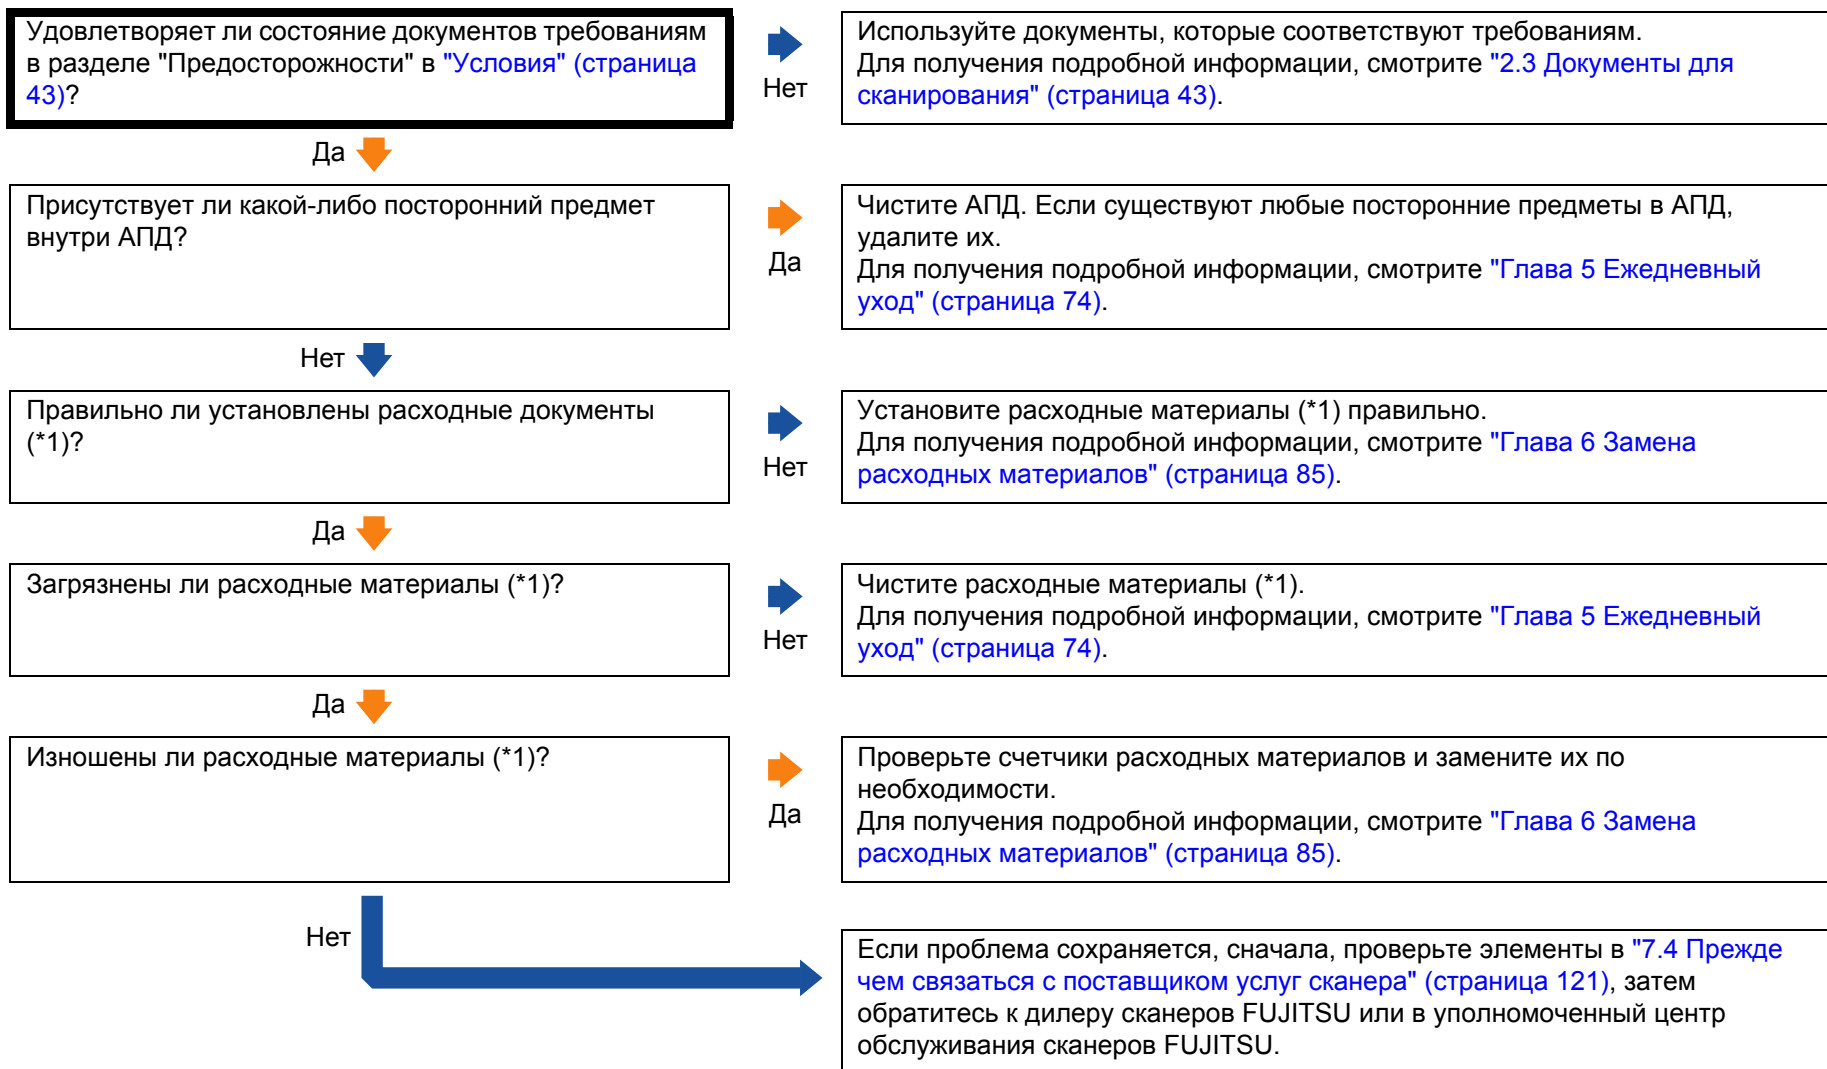 Удовлетворяет ли состояние документов требованиям
в разделе "Предосторожности" в "Условия" (страница
43)?
Нет
Используйте документы, которые соответствуют требованиям.
Для получения подробной информации, смотрите "2.3 Документы для
сканирования" (страница 43).
Да
Присутствует ли какой-либо посторонний предмет
внутри АПД?
Да
Чистите АПД. Если существуют любые посторонние предметы в АПД,
удалите их.
Для получения подробной информации, смотрите "Глава 5 Ежедневный
уход" (страница 74).
Нет
Правильно ли установлены расходные документы
(*1)?
Нет
Установите расходные материалы (*1) правильно.
Для получения подробной информации, смотрите "Глава 6 Замена
расходных материалов" (страница 85).
Да
Загрязнены ли расходные материалы (*1)?
Нет
Чистите расходные материалы (*1).
Для получения подробной информации, смотрите "Глава 5 Ежедневный
уход" (страница 74).
Да
Изношены ли расходные материалы (*1)?
Да
Проверьте счетчики расходных материалов и замените их по
необходимости.
Для получения подробной информации, смотрите "Глава 6 Замена
расходных материалов" (страница 85).
Нет
Если проблема сохраняется, сначала, проверьте элементы в "7.4 Прежде
чем связаться с поставщиком услуг сканера" (страница 121), затем
обратитесь к дилеру сканеров FUJITSU или в уполномоченный центр
обслуживания сканеров FUJITSU.